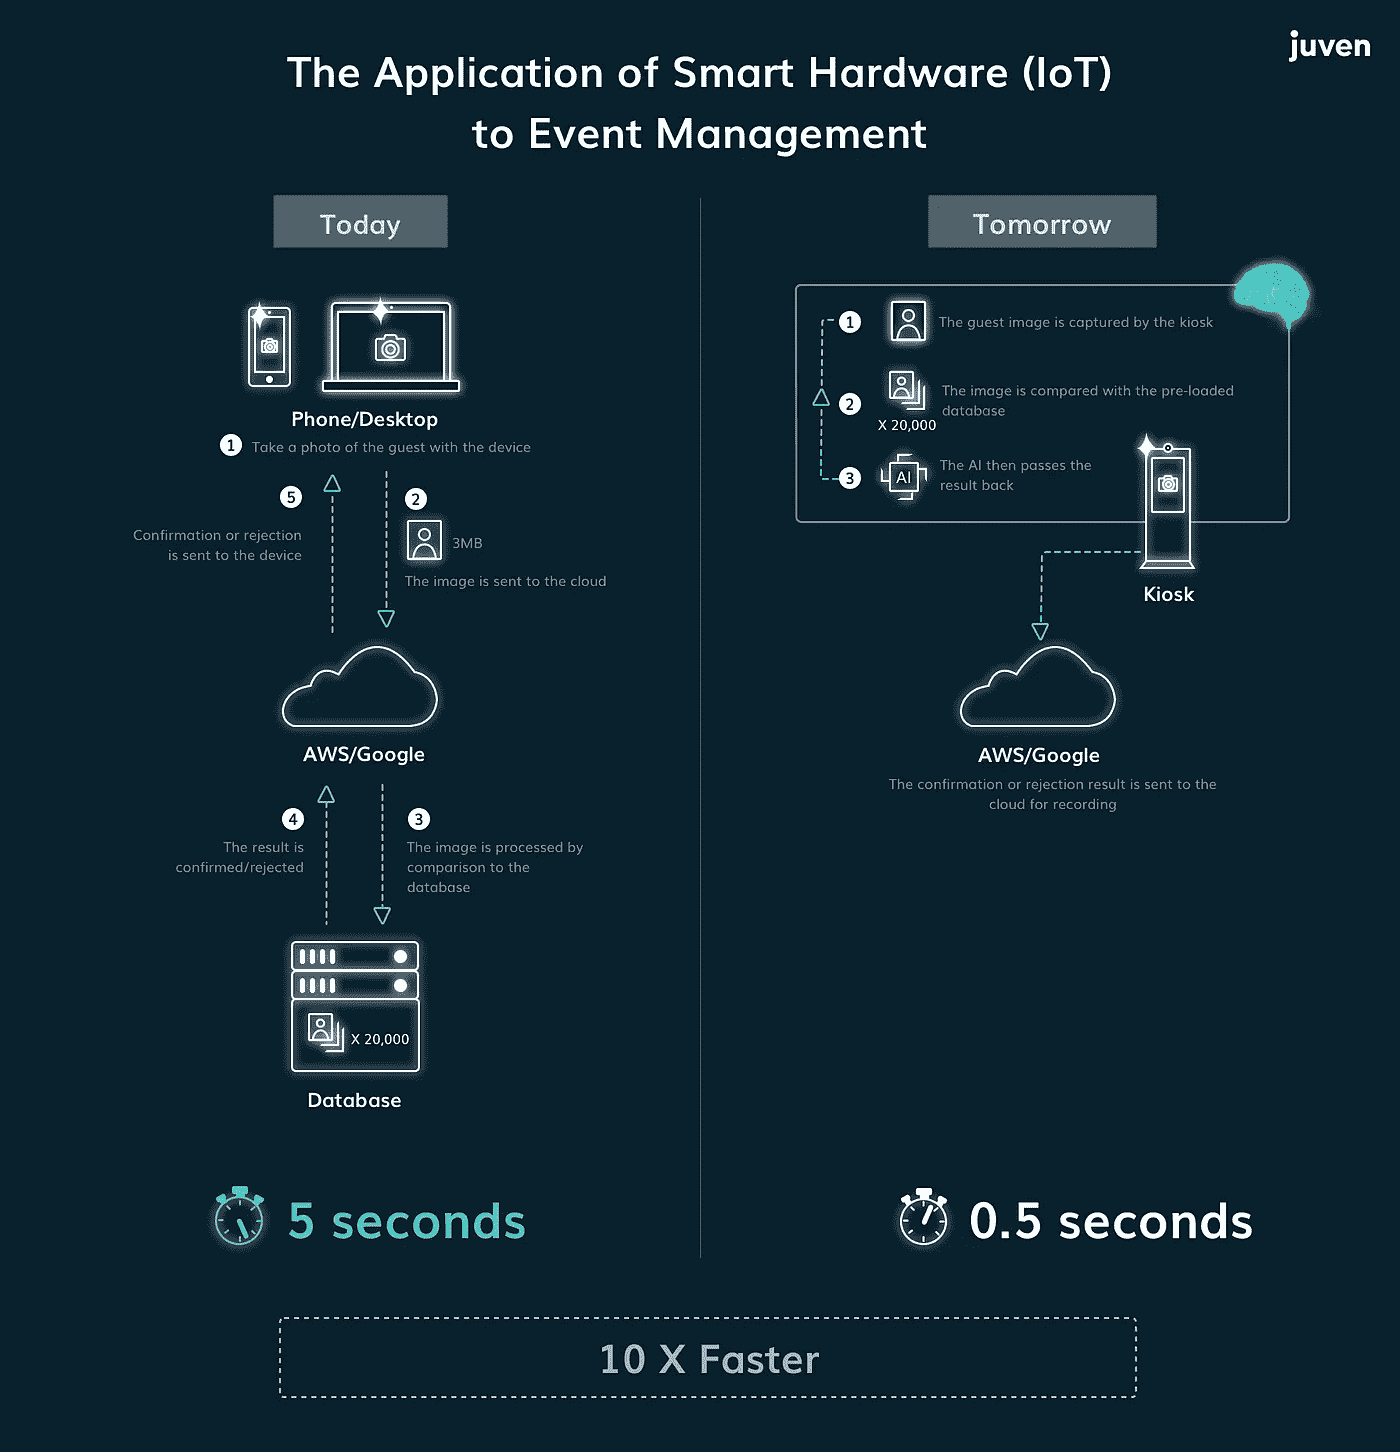 juven
The Application of Smart Hardware (IoT)
to Event Management
Today
Phone/Desktop
1 Take a photo of the guest with the device
5
Confirmation or rejection
is sent to the device
2
3MB
The image is sent to the cloud
AWS/Google
4
The result is
confirmed/rejected
3
The image is processed by
comparison to the
database
X 20,000
Database
5 seconds
Tomorrow
1 The guest image is captured by the kiosk
2 The image is compared with the pre-loaded
database
X 20,000
3 AI The AI then passes the
result back
Kiosk
AWS/Google
The confirmation or rejection result is sent to the
cloud for recording
0.5 seconds
10 X Faster